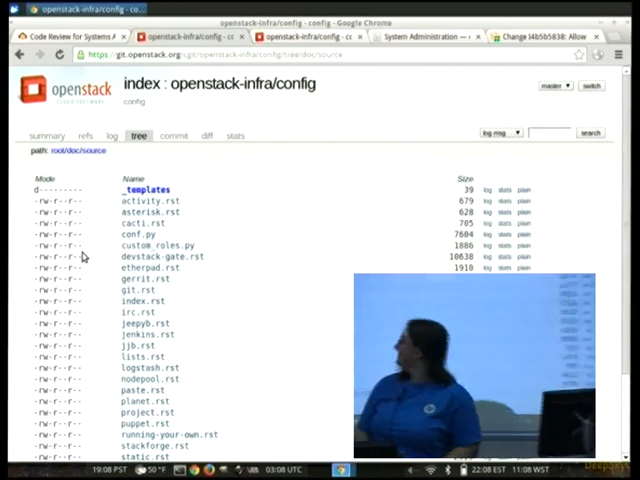 openstack-infra/config - co...
openstack-infra/config - config - Google Chrome
Code Review for Systems A
openstack-infra/config - cc
openstack-infra/config - co
System Administration —
Change I4b5b5838: Allow
https://git.openstack.org/cgit/openstack-infra/config/tree/doc/source
openstack
CLOUD SOFTWARE
index : openstack-infra/config
config
master
switch
summary refs log tree commit diff stats
log msg
search
path: root/doc/source
Mode Name Size
d--------- _templates 39 log stats plain
-rw-r--r-- activity.rst 679 log stats plain
-rw-r--r-- asterisk.rst 628 log stats plain
-rw-r--r-- cacti.rst 705 log stats plain
-rw-r--r-- conf.py 7604 log stats plain
-rw-r--r-- custom_roles.py 1886 log stats plain
-rw-r--r-- devstack-gate.rst 10638 log stats plain
-rw-r--r-- etherpad.rst 1910 log stats plain
-rw-r--r-- gerrit.rst
-rw-r--r-- git.rst
-rw-r--r-- index.rst
-rw-r--r-- irc.rst
-rw-r--r-- jeepyb.rst
-rw-r--r-- jenkins.rst
-rw-r--r-- jjb.rst
-rw-r--r-- lists.rst
-rw-r--r-- logstash.rst
-rw-r--r-- nodepool.rst
-rw-r--r-- paste.rst
-rw-r--r-- planet.rst
-rw-r--r-- project.rst
-rw-r--r-- puppet.rst
-rw-r--r-- running-your-own.rst
-rw-r--r-- stackforge.rst
-rw-r--r-- static.rst
19:08 PST 50 °F 03:08 UTC 22:08 EST 11:08 WST
DeepSky